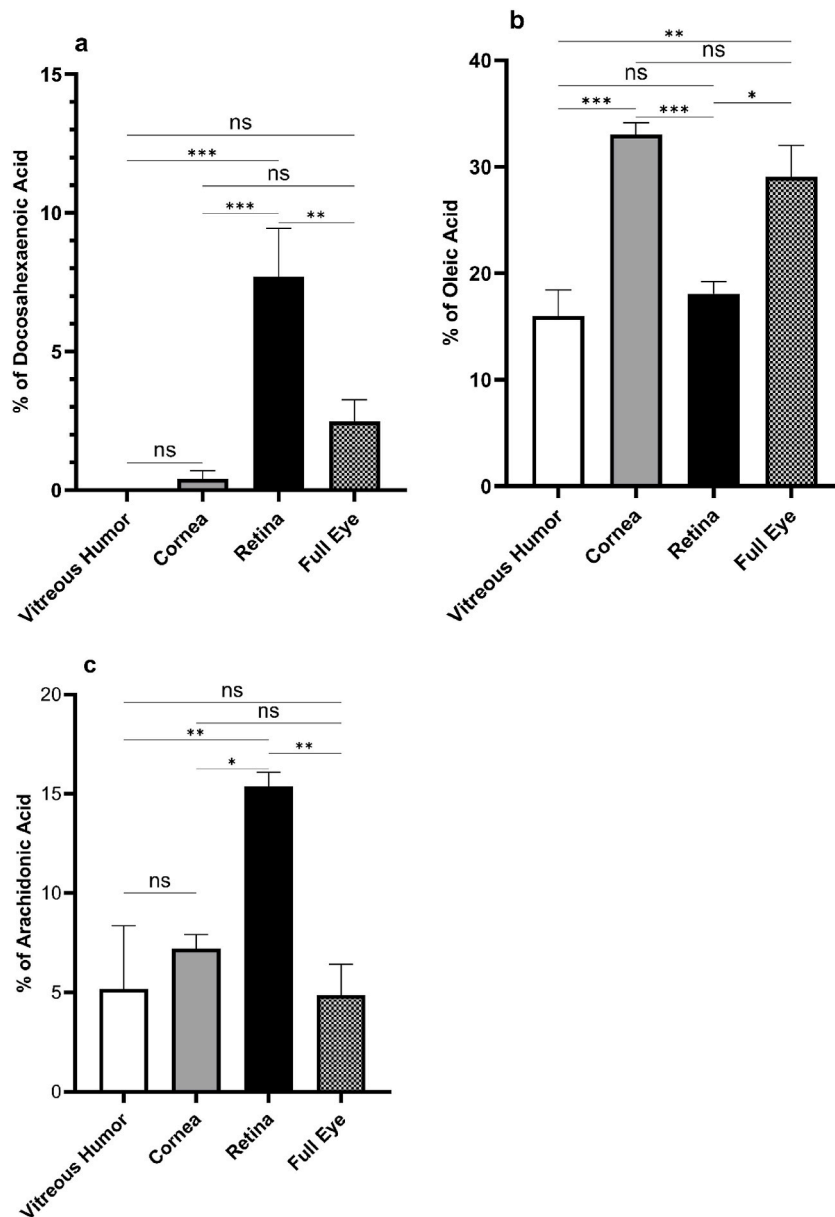 a
% of Docosahexaenoic Acid
15
10
5
0
ns
***
ns
***
**
ns
Vitreous Humor
Cornea
Retina
Full Eye
b
% of Oleic Acid
40
30
20
10
0
**
ns
ns
***
***
*
Vitreous Humor
Cornea
Retina
Full Eye
c
% of Arachidonic Acid
20
15
10
5
0
ns
ns
**
**
*
ns
Vitreous Humor
Cornea
Retina
Full Eye